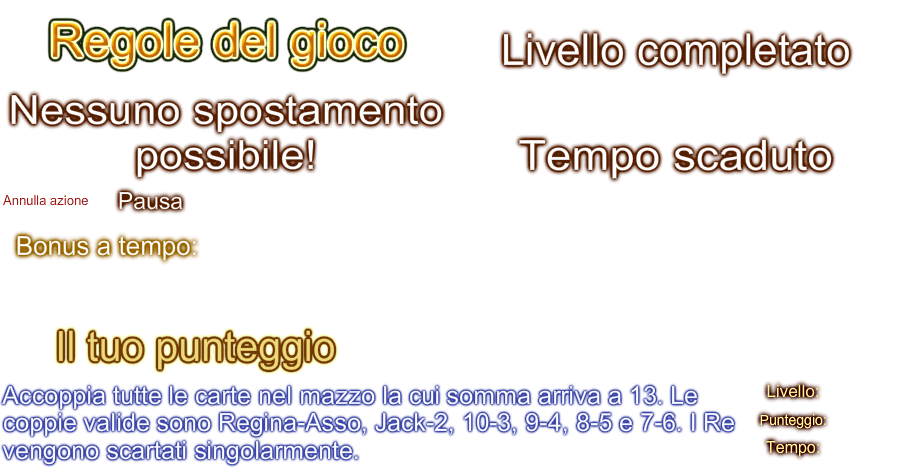 Regole del gioco
Livello completato
Nessuno spostamento
possibile!
Tempo scaduto
Annulla azione
Pausa
Bonus a tempo:
Il tuo punteggio
Accoppia tutte le carte nel mazzo la cui somma arriva a 13. Le
coppie valide sono Regina-Asso, Jack-2, 10-3, 9-4, 8-5 e 7-6. I Re
vengono scartati singolarmente.
Livello:
Punteggio:
Tempo: